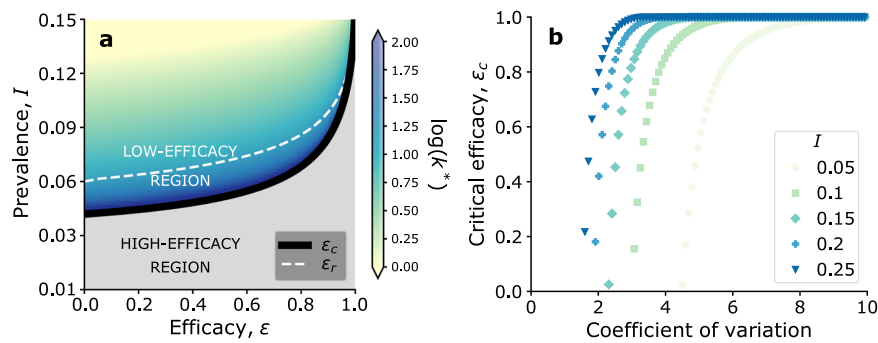 a
Prevalence, I
0.15
0.12
0.09
0.06
0.03
0.01
LOW-EFFICACY
REGION
HIGH-EFFICACY
REGION
ε_c
ε_r
0.0 0.2 0.4 0.6 0.8 1.0
Efficacy, ε
2.00
1.75
1.50
1.25
1.00
0.75
0.50
0.25
0.00
log(k*)
b
Critical efficacy, ε_c
1.0
0.8
0.6
0.4
0.2
0.0
I
0.05
0.1
0.15
0.2
0.25
0 2 4 6 8 10
Coefficient of variation